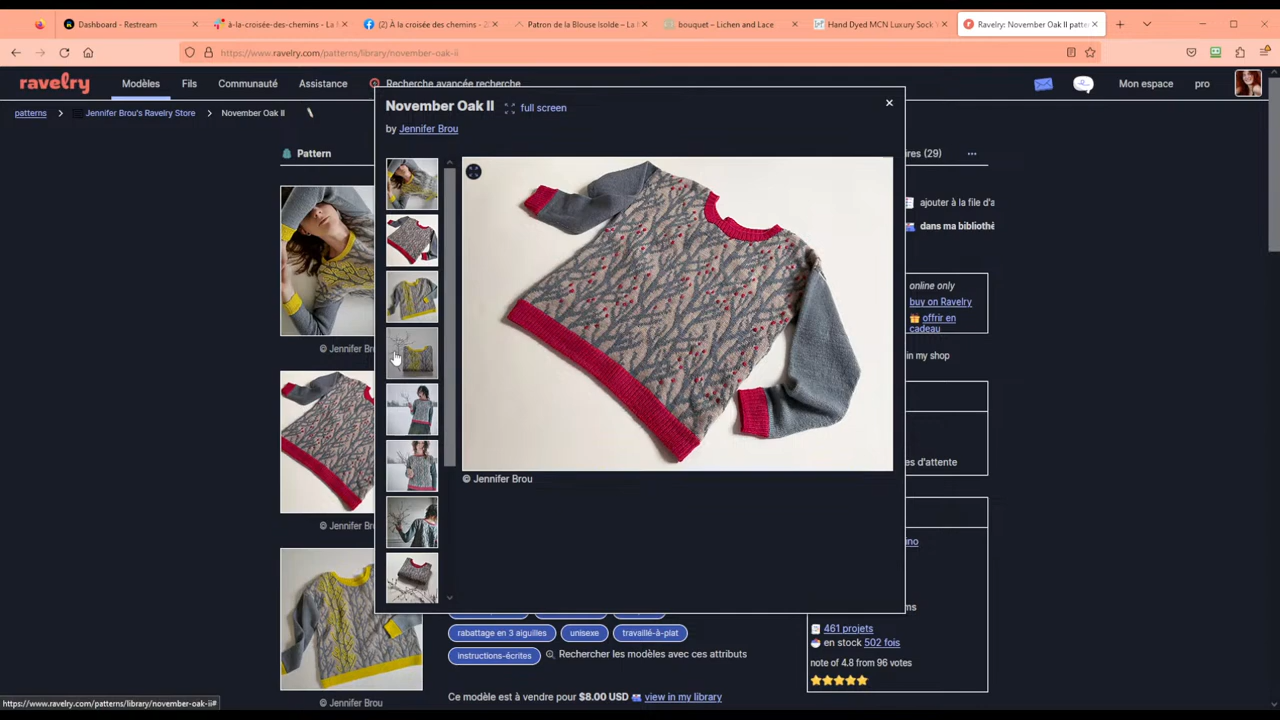 Dashboard - Restream
à-la-croisée-des-chemins - La M
(2) À la croisée des chemins - 2
Patron de la Blouse Isolde – La M
bouquet – Lichen and Lace
Hand Dyed MCN Luxury Sock Y
Ravelry: November Oak II patte
https://www.ravelry.com/patterns/library/november-oak-ii
ravelry
Modèles
Fils
Communauté
Assistance
Recherche avancée recherche
Mon espace
pro
patterns
Jennifer Brou's Ravelry Store
November Oak II
November Oak II
full screen
by Jennifer Brou
Pattern
ires (29)
ajouter à la file d'a
dans ma bibliothè
online only
buy on Ravelry
offrir en
cadeau
in my shop
© Jennifer Bro
es d'attente
© Jennifer Brou
© Jennifer Bro
ino
ms
461 projets
en stock 502 fois
note of 4.8 from 96 votes
rabattage en 3 aiguilles
unisexe
travaillé-à-plat
instructions-écrites
Rechercher les modèles avec ces attributs
Ce modèle est à vendre pour $8.00 USD
view in my library
© Jennifer Brou
https://www.ravelry.com/patterns/library/november-oak-ii#